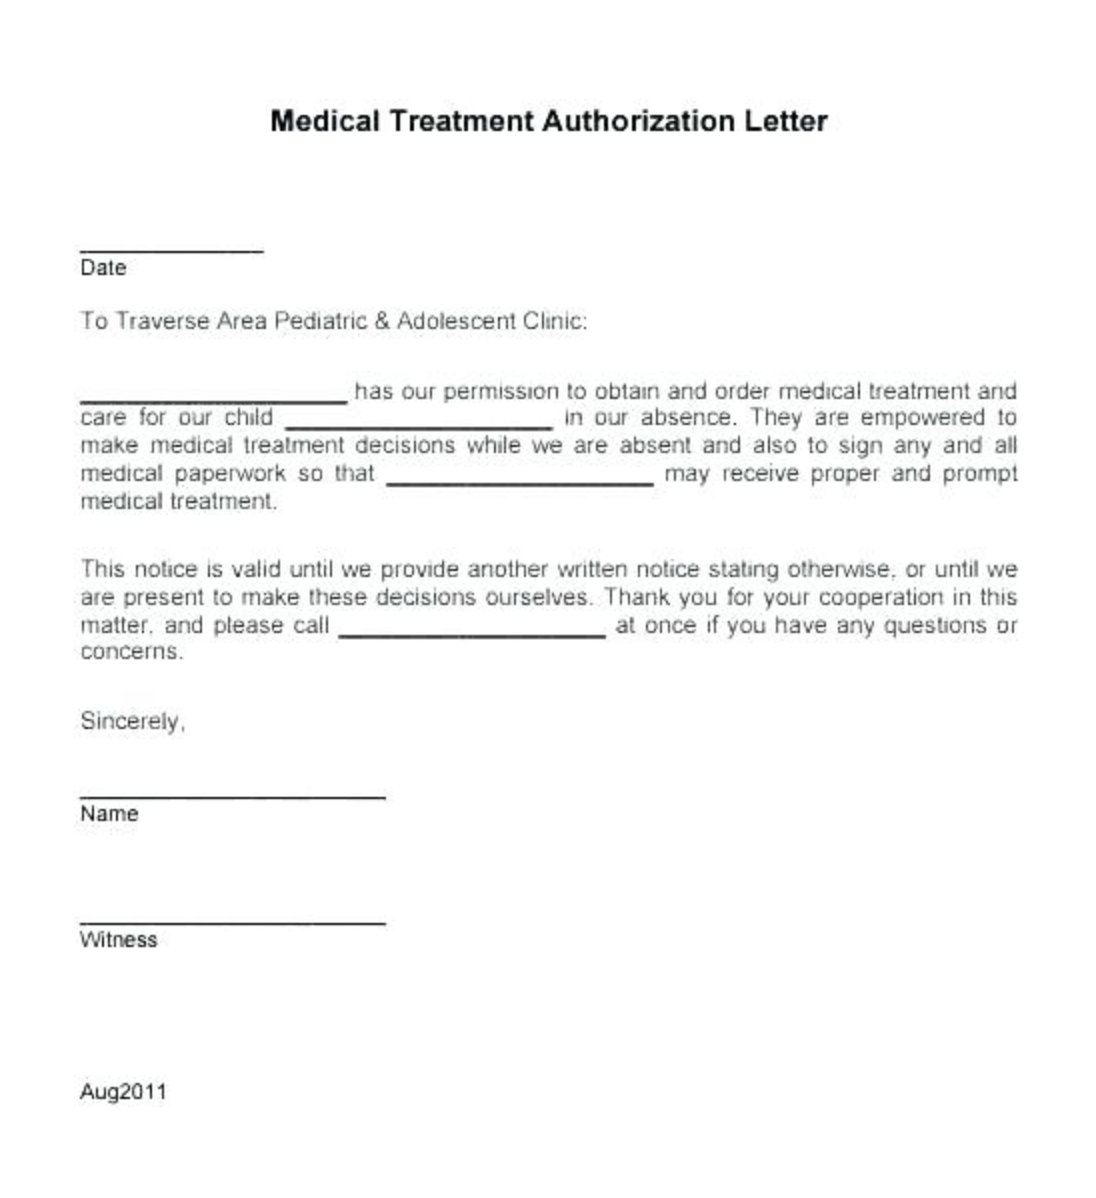 Medical Treatment Authorization Letter
Date
To Traverse Area Pediatric & Adolescent Clinic:
____________________ has our permission to obtain and order medical treatment and
care for our child ____________________ in our absence. They are empowered to
make medical treatment decisions while we are absent and also to sign any and all
medical paperwork so that ____________________ may receive proper and prompt
medical treatment.
This notice is valid until we provide another written notice stating otherwise, or until we
are present to make these decisions ourselves. Thank you for your cooperation in this
matter, and please call ____________________ at once if you have any questions or
concerns.
Sincerely,
Name
Witness
Aug2011